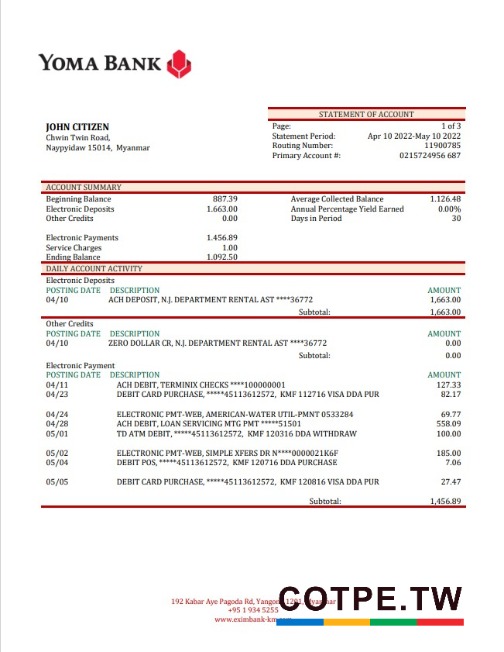 YOMA BANK
STATEMENT OF ACCOUNT
JOHN CITIZEN
Chwin Twin Road,
Naypyidaw 15014, Myanmar
Page: 1 of 3
Statement Period: Apr 10 2022-May 10 2022
Routing Number: 11900785
Primary Account #: 0215724956 687
ACCOUNT SUMMARY
Beginning Balance 887.39 Average Collected Balance 1.126.48
Electronic Deposits 1.663.00 Annual Percentage Yield Earned 0.00%
Other Credits 0.00 Days in Period 30
Electronic Payments 1.456.89
Service Charges 1.00
Ending Balance 1.092.50
DAILY ACCOUNT ACTIVITY
Electronic Deposits
POSTING DATE DESCRIPTION AMOUNT
04/10 ACH DEPOSIT, N.J. DEPARTMENT RENTAL AST ****36772 1,663.00
Subtotal: 1,663.00
Other Credits
POSTING DATE DESCRIPTION AMOUNT
04/10 ZERO DOLLAR CR, N.J. DEPARTMENT RENTAL AST ****36772 0.00
Subtotal: 0.00
Electronic Payment
POSTING DATE DESCRIPTION AMOUNT
04/11 ACH DEBIT, TERMINIX CHECKS ****100000001 127.33
04/23 DEBIT CARD PURCHASE, *****45113612572, KMF 112716 VISA DDA PUR 82.17
04/24 ELECTRONIC PMT-WEB, AMERICAN-WATER UTIL-PMNT 0533284 69.77
04/28 ACH DEBIT, LOAN SERVICING MTG PMT *****51501 558.09
05/01 TD ATM DEBIT, *****45113612572, KMF 120316 DDA WITHDRAW 100.00
05/02 ELECTRONIC PMT-WEB, SIMPLE XFERS DR N****0000021K6F 185.00
05/04 DEBIT POS, *****45113612572, KMF 120716 DDA PURCHASE 7.06
05/05 DEBIT CARD PURCHASE, *****45113612572, KMF 120816 VISA DDA PUR 27.47
Subtotal: 1,456.89
192 Kabar Aye Pagoda Rd, Yangon
+95 1 934 5255
www.eximbank-km
COTPE.TW